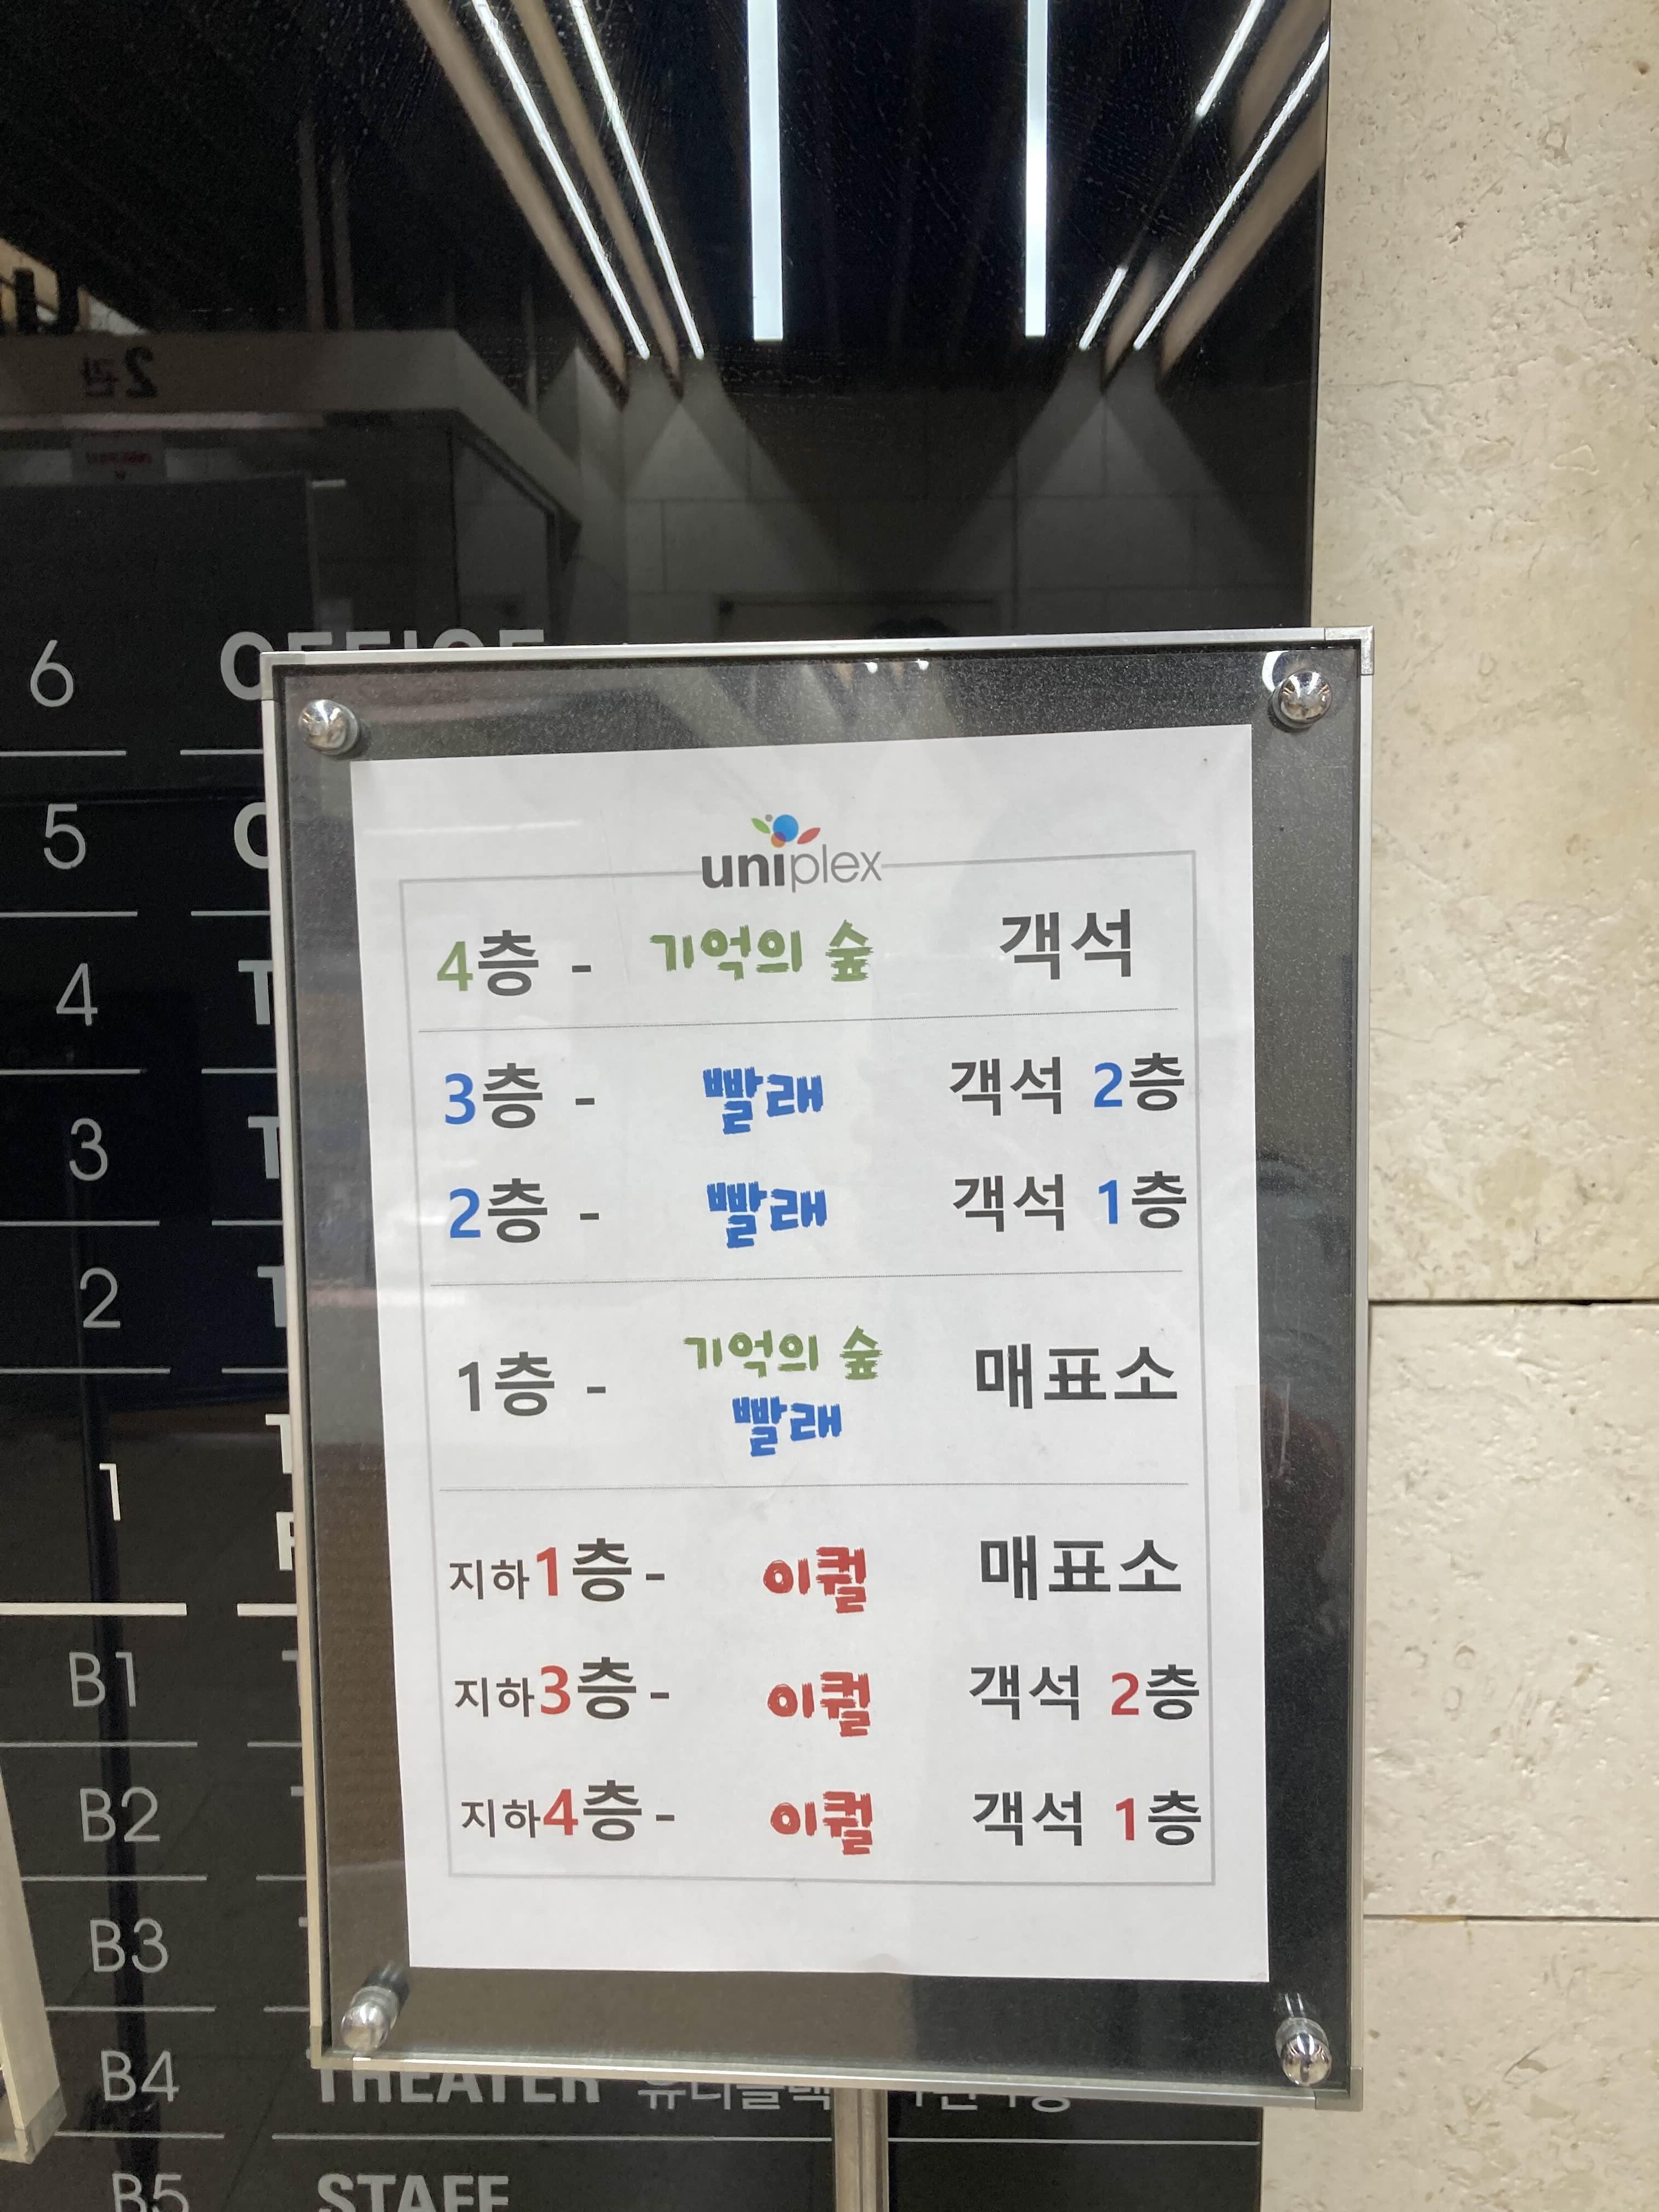 2관
6
OFFICE
5
4
3
2
1
B1
B2
B3
B4 THEATER
B5 STAFF
uniplex
4층 - 기억의 숲 객석
3층 - 빨래 객석 2층
2층 - 빨래 객석 1층
1층 - 기억의 숲 매표소
빨래
지하1층- 이퀄 매표소
지하3층- 이퀄 객석 2층
지하4층- 이퀄 객석 1층